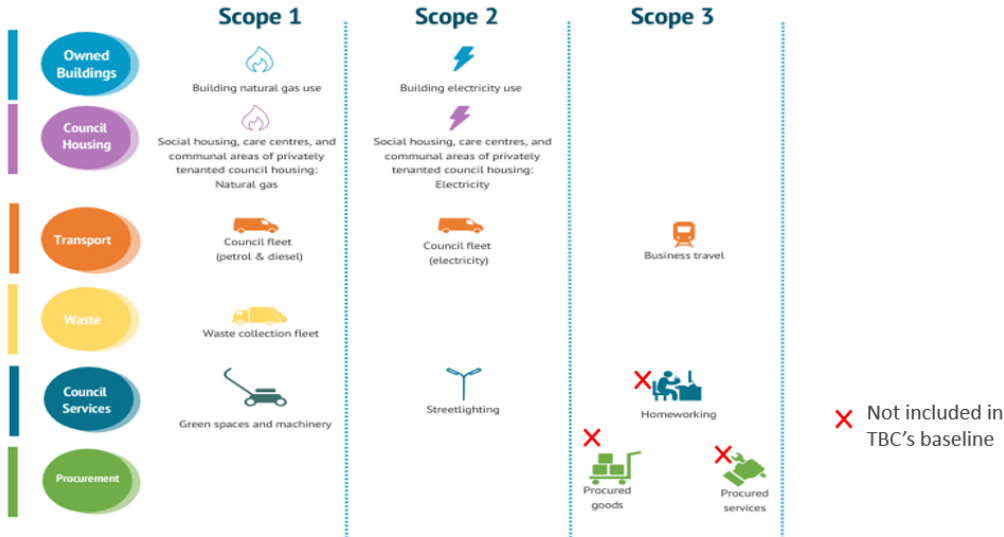 Scope 1
Scope 2
Scope 3
Owned
Buildings
Building natural gas use
Building electricity use
Council
Housing
Social housing, care centres, and
communal areas of privately
tenanted council housing:
Natural gas
Social housing, care centres, and
communal areas of privately
tenanted council housing:
Electricity
Transport
Council fleet
(petrol & diesel)
Council fleet
(electricity)
Business travel
Waste
Waste collection fleet
Council
Services
Green spaces and machinery
Streetlighting
Homeworking
Not included in
TBC's baseline
Procurement
Procured
goods
Procured
services